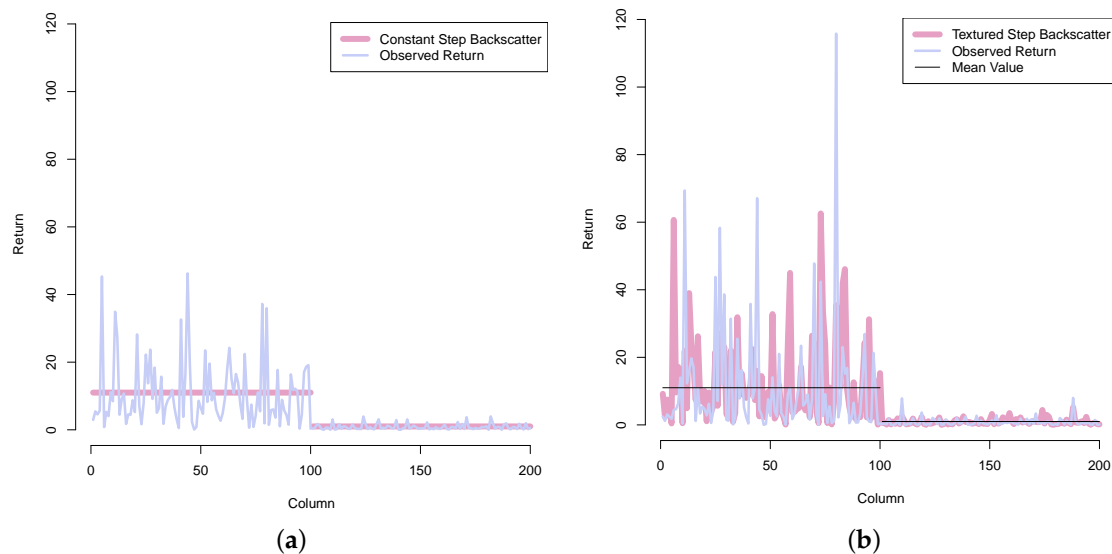 Constant Step Backscatter
Observed Return
Return
0
20
40
60
80
100
120
0
50
100
150
200
Column
(a)
Textured Step Backscatter
Observed Return
Mean Value
Return
0
20
40
60
80
100
120
0
50
100
150
200
Column
(b)